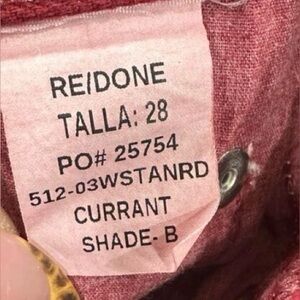 RE/DONE
TALLA: 28
PO# 25754
512-03WSTANRD
CURRANT
SHADE- B